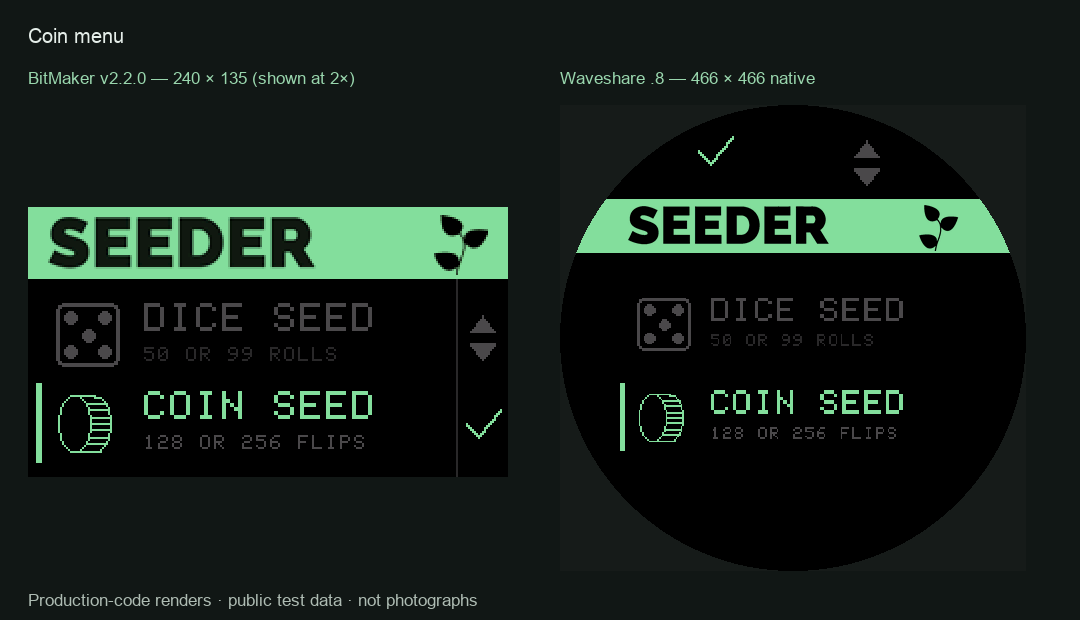 Coin menu
BitMaker v2.2.0 — 240 × 135 (shown at 2×)
SEEDER
DICE SEED
50 OR 99 ROLLS
COIN SEED
128 OR 256 FLIPS
Waveshare .8 — 466 × 466 native
SEEDER
DICE SEED
50 OR 99 ROLLS
COIN SEED
128 OR 256 FLIPS
Production-code renders · public test data · not photographs